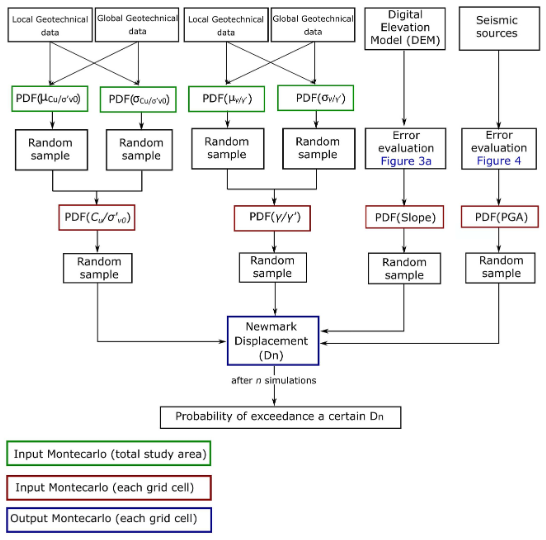 Local Geotechnical
data
Global Geotechnical
data
Local Geotechnical
data
Global Geotechnical
data
Digital
Elevation
Model (DEM)
Seismic
sources
PDF(μCu/σ'v0)
PDF(σCu/σ'v0)
PDF(μγ/γ')
PDF(σγ/γ')
Random
sample
Random
sample
Random
sample
Random
sample
Error
evaluation
Figure 3a
Error
evaluation
Figure 4
PDF(Cu/σ'v0)
PDF(γ/γ')
PDF(Slope)
PDF(PGA)
Random
sample
Random
sample
Random
sample
Random
sample
Newmark
Displacement
(Dn)
after n simulations
Probability of exceedance a certain Dn
Input Montecarlo (total study area)
Input Montecarlo (each grid cell)
Output Montecarlo (each grid cell)